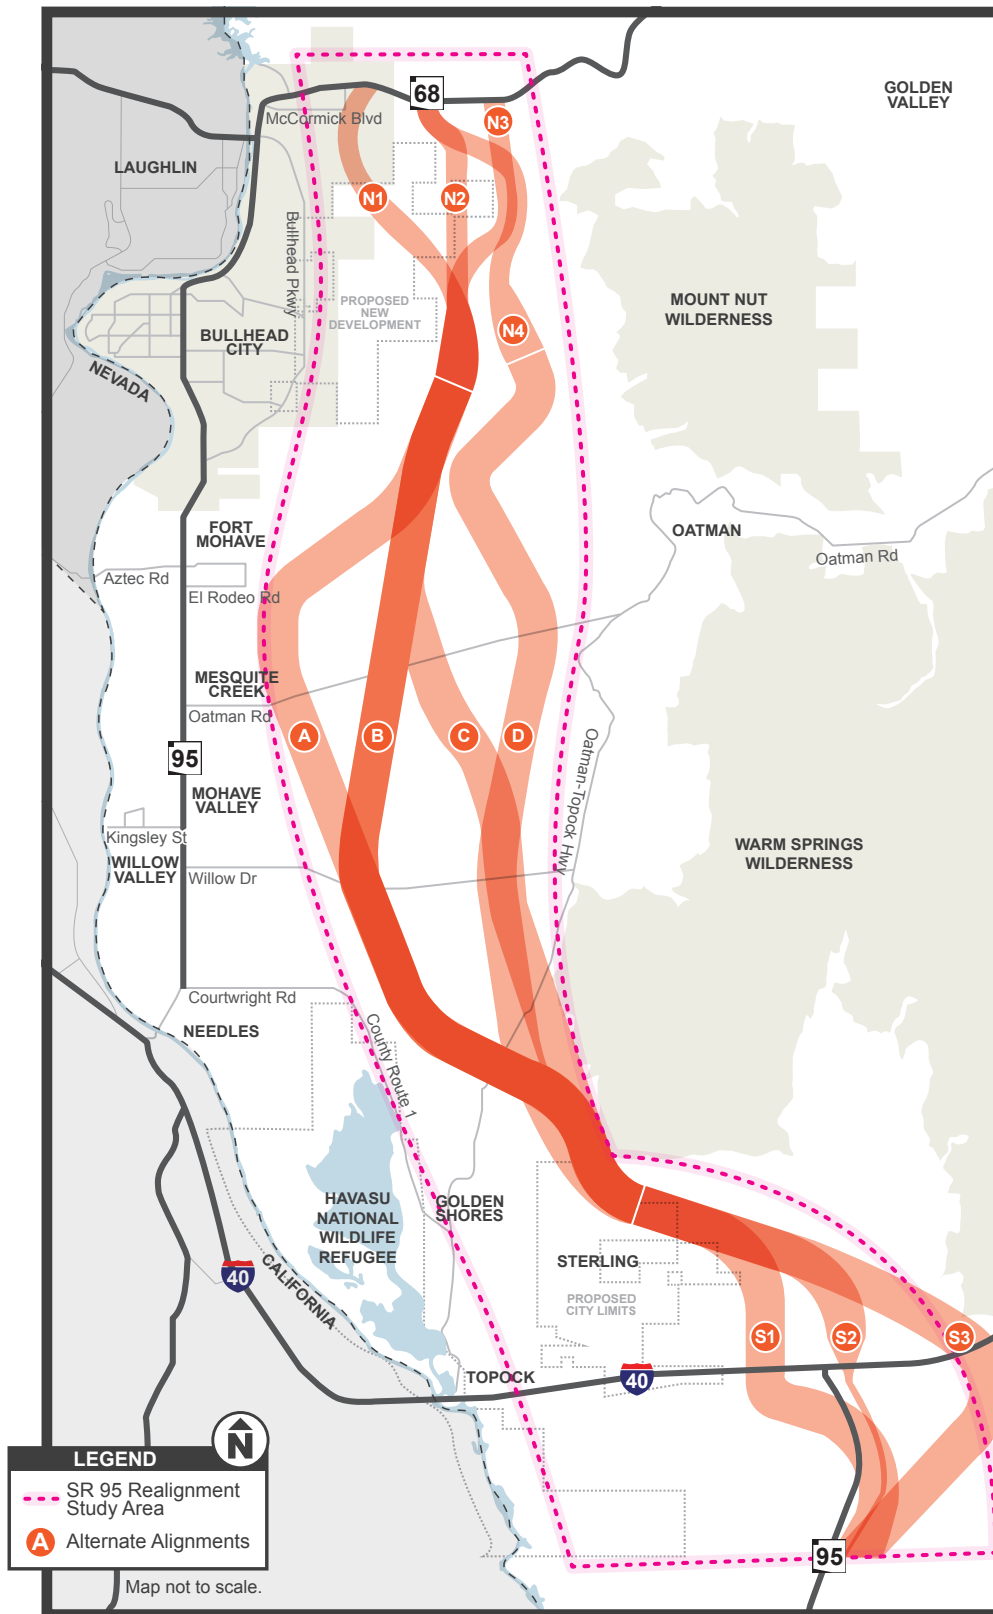 68
McCormick Blvd
N3
GOLDEN
VALLEY
LAUGHLIN
N1
N2
Bullhead Pkwy
PROPOSED
NEW
DEVELOPMENT
MOUNT NUT
WILDERNESS
N4
BULLHEAD
CITY
NEVADA
FORT
MOHAVE
OATMAN
Oatman Rd
Aztec Rd
El Rodeo Rd
MESQUITE
CREEK
Oatman Rd
A
B
C
D
95
Oatman-Topock Hwy
MOHAVE
VALLEY
Kingsley St
WILLOW
VALLEY
Willow Dr
WARM SPRINGS
WILDERNESS
Courtwright Rd
NEEDLES
County Route 1
HAVASU
NATIONAL
WILDLIFE
REFUGEE
GOLDEN
SHORES
STERLING
PROPOSED
CITY LIMITS
40
CALIFORNIA
S1
S2
S3
TOPOCK
40
N
LEGEND
SR 95 Realignment
Study Area
A Alternate Alignments
95
Map not to scale.